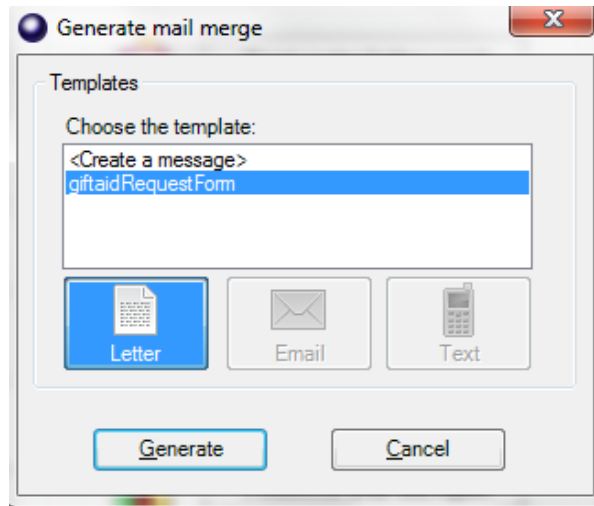 Generate mail merge
Templates
Choose the template:
<Create a message>
giftaidRequestForm
Letter Email Text
Generate Cancel